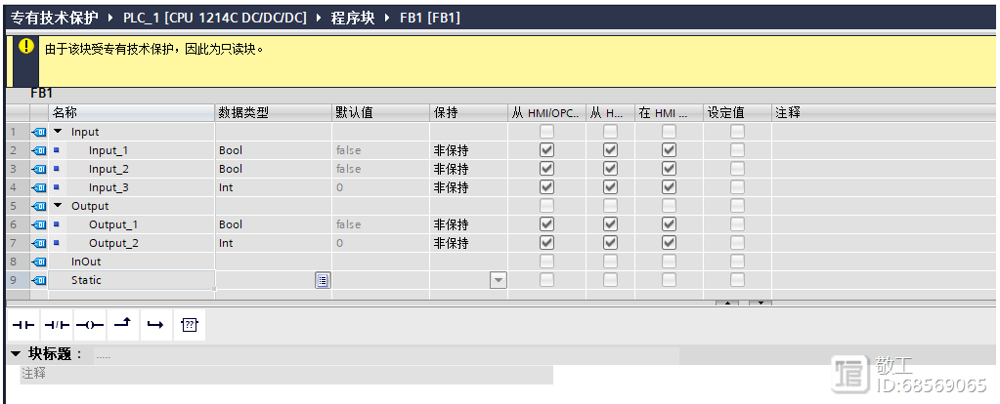 专有技术保护 ▸ PLC_1 [CPU 1214C DC/DC/DC] ▸ 程序块 ▸ FB1 [FB1]
由于该块受专有技术保护，因此为只读块。
FB1
名称 数据类型 默认值 保持 从 HMI/OPC.. 从 H... 在 HMI ... 设定值 注释
1 Input
2 Input_1 Bool false 非保持
3 Input_2 Bool false 非保持
4 Input_3 Int 0 非保持
5 Output
6 Output_1 Bool false 非保持
7 Output_2 Int 0 非保持
8 InOut
9 Static
??
块标题： .....
注释
敬工
ID:68569065